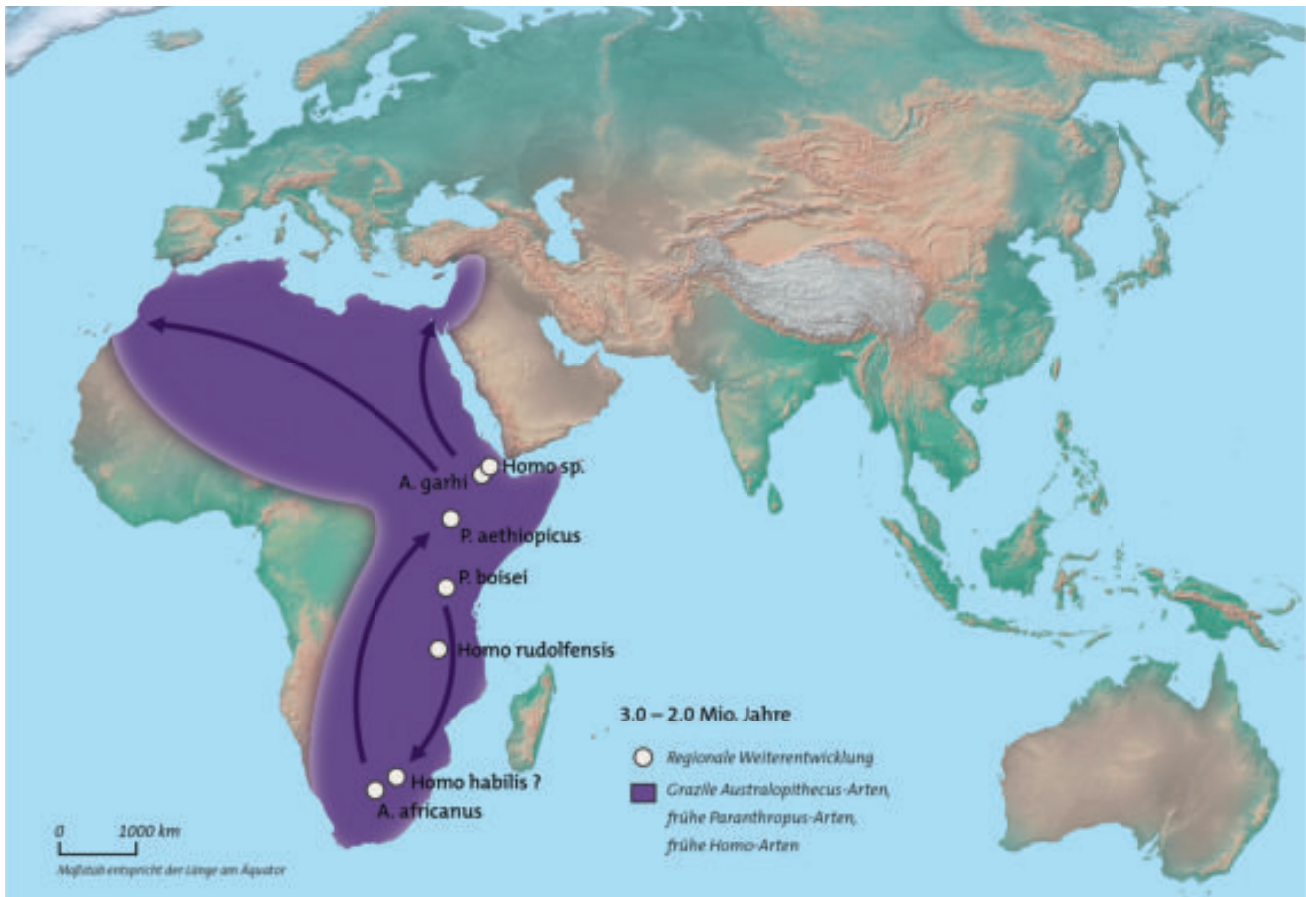 Homo sp.
A. garhi
P. aethiopicus
P. boisei
Homo rudolfensis
Homo habilis ?
A. africanus
3.0 – 2.0 Mio. Jahre
Regionale Weiterentwicklung
Grazile Australopithecus-Arten,
frühe Paranthropus-Arten,
frühe Homo-Arten
0 1000 km
Maßstab entspricht der Länge am Äquator